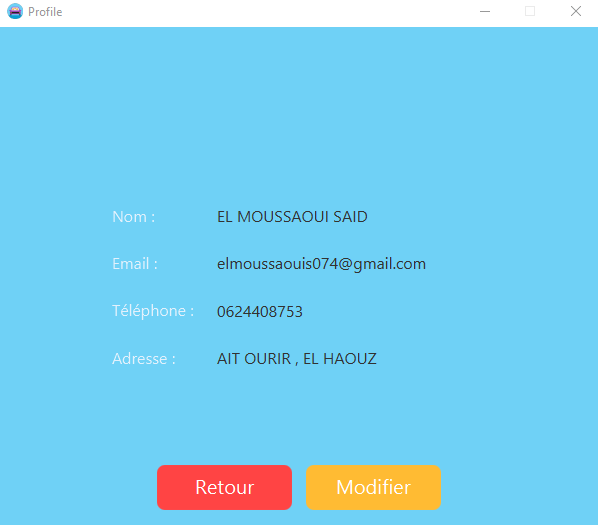 Profile
Nom : EL MOUSSAOUI SAID
Email : elmoussaouis074@gmail.com
Téléphone : 0624408753
Adresse : AIT OURIR , EL HAOUZ
Retour Modifier